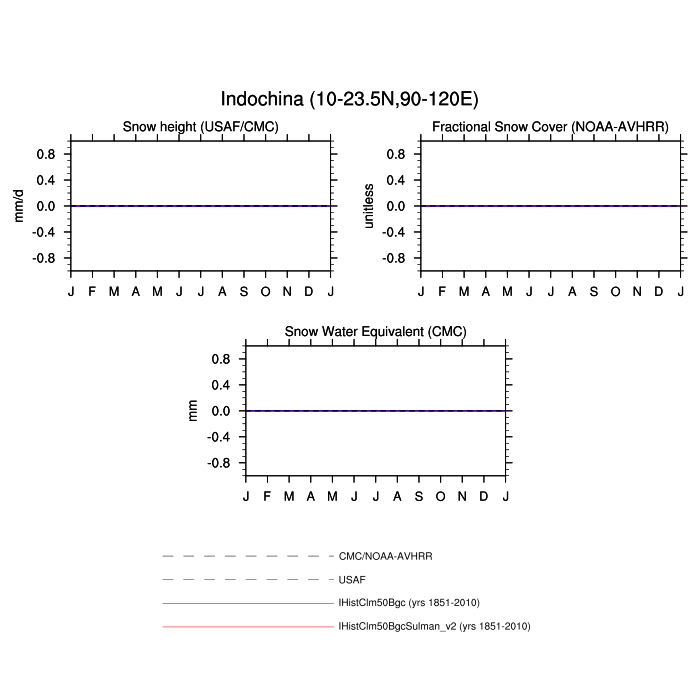 Indochina (10-23.5N,90-120E)
Snow height (USAF/CMC)
0.8
0.4
0.0
-0.4
-0.8
mm/d
J F M A M J J A S O N D J
Fractional Snow Cover (NOAA-AVHRR)
0.8
0.4
0.0
-0.4
-0.8
unitless
J F M A M J J A S O N D J
Snow Water Equivalent (CMC)
0.8
0.4
0.0
-0.4
-0.8
mm
J F M A M J J A S O N D J
CMC/NOAA-AVHRR
USAF
IHistClm50Bgc (yrs 1851-2010)
IHistClm50BgcSulman_v2 (yrs 1851-2010)